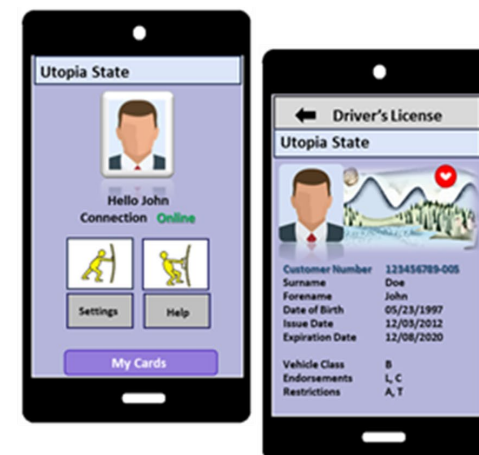 Utopia State
Hello John
Connection Online
Settings Help
My Cards
Driver's License
Utopia State
Customer Number 123456789-005
Surname Doe
Forename John
Date of Birth 05/23/1997
Issue Date 12/03/2012
Expiration Date 12/08/2020
Vehicle Class B
Endorsements L, C
Restrictions A, T